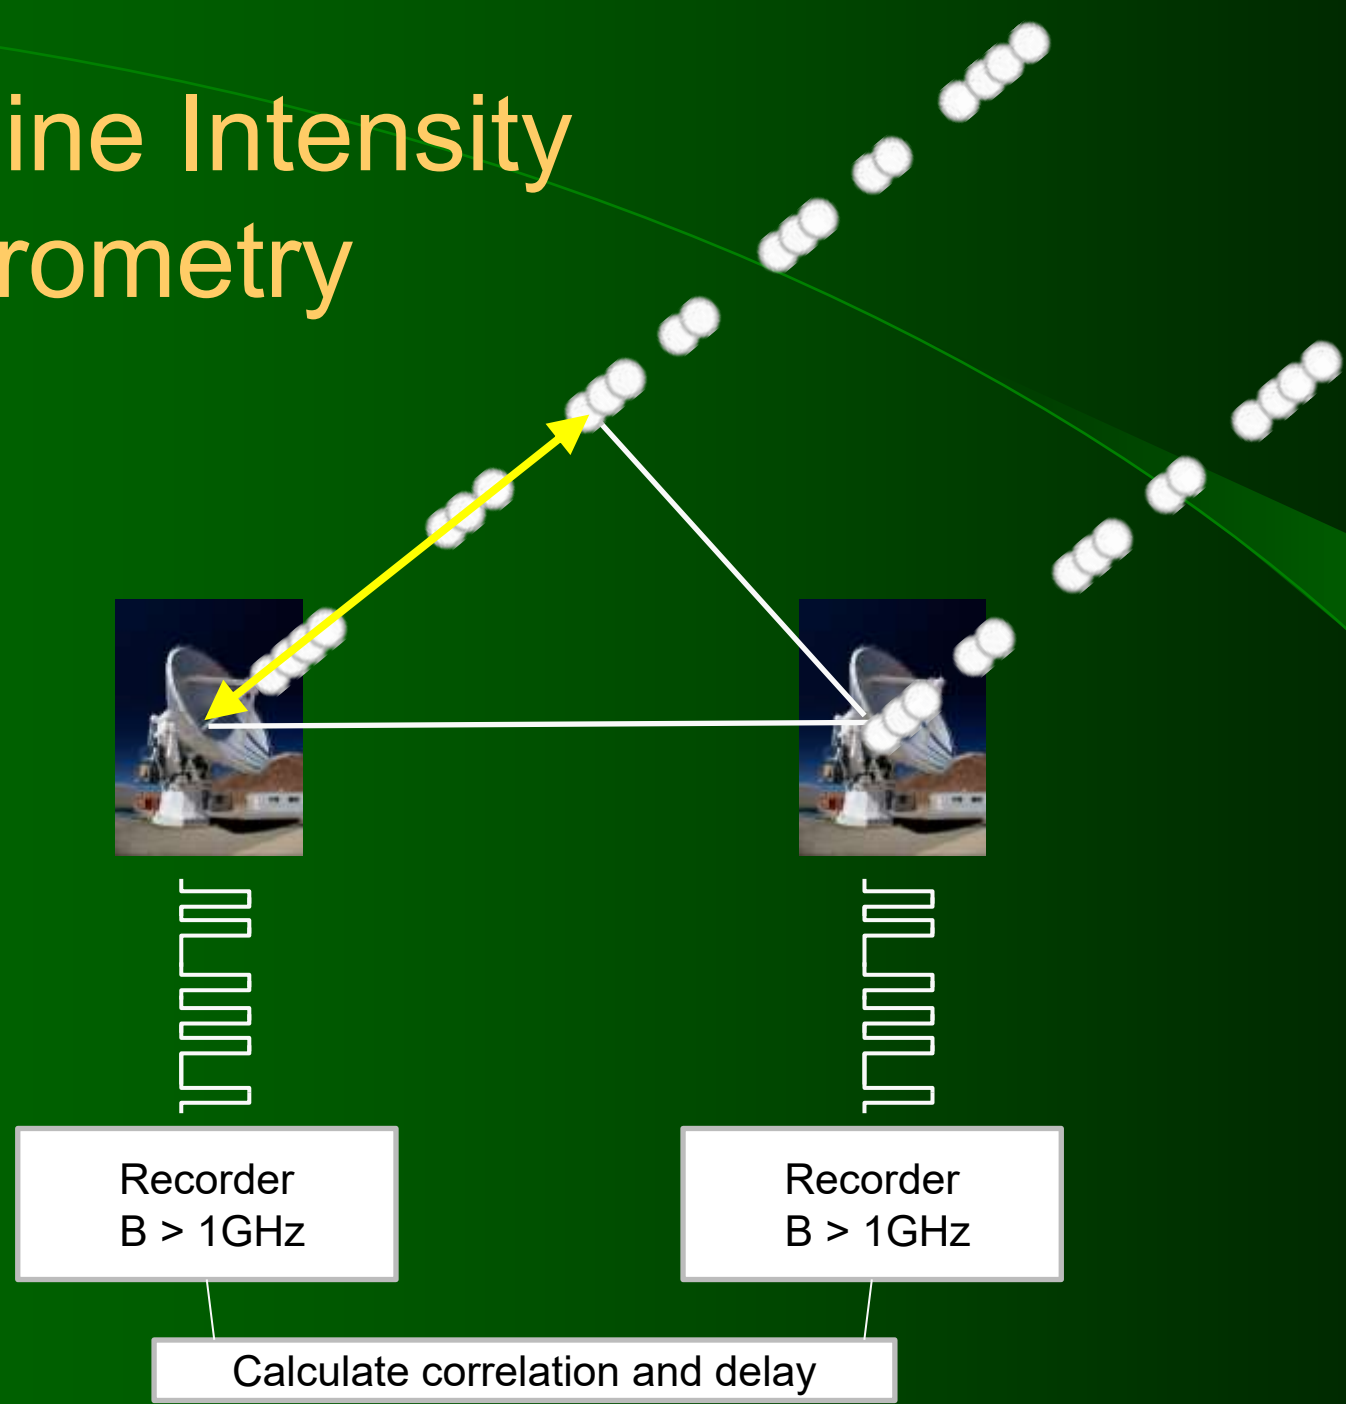 ine Intensity
rometry
Recorder
B > 1GHz
Recorder
B > 1GHz
Calculate correlation and delay